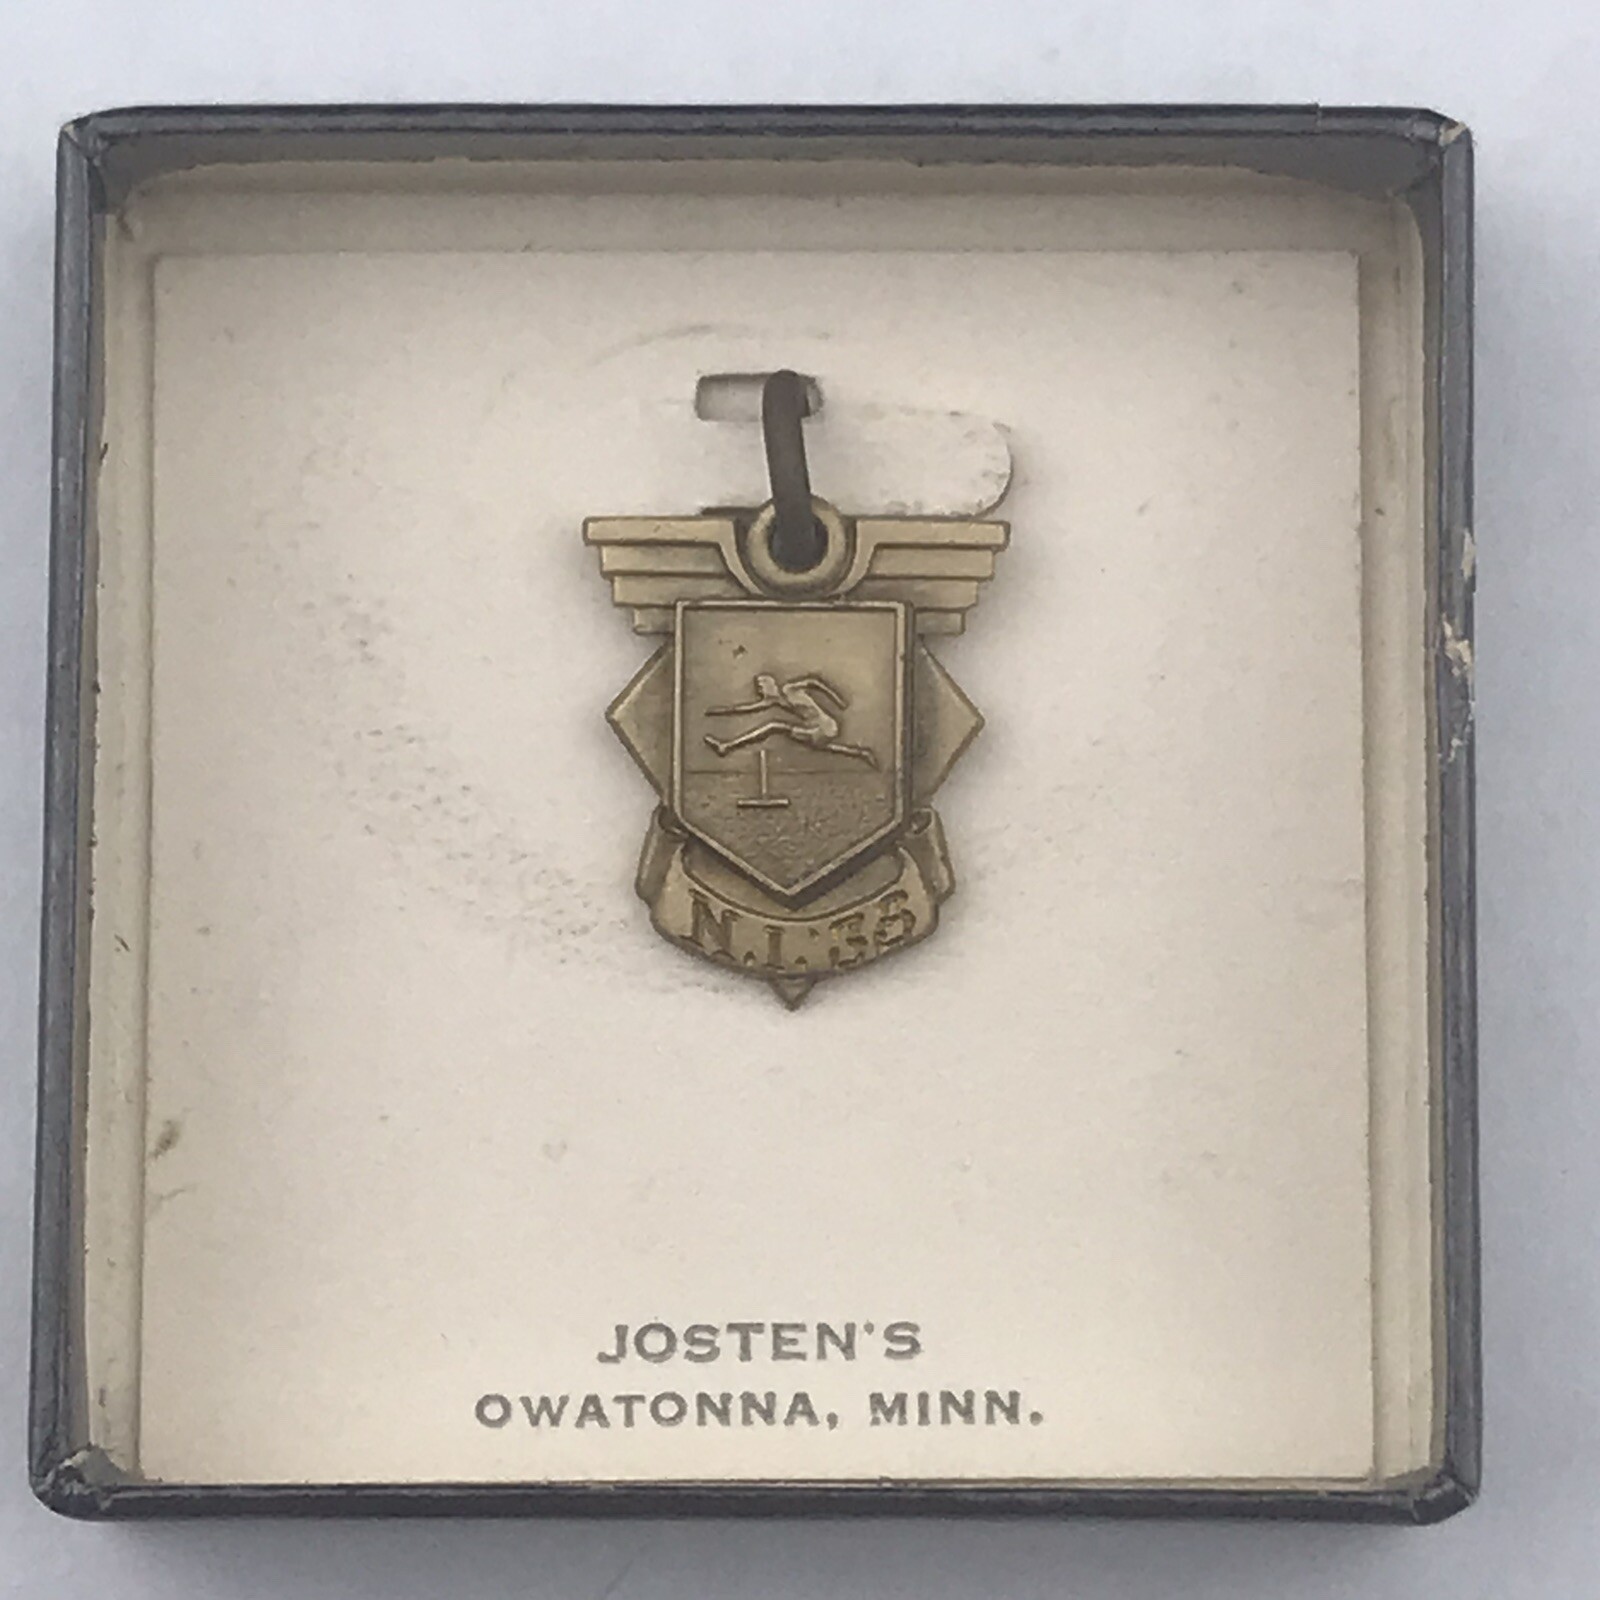 N.I. '36
JOSTEN'S
OWATONNA, MINN.